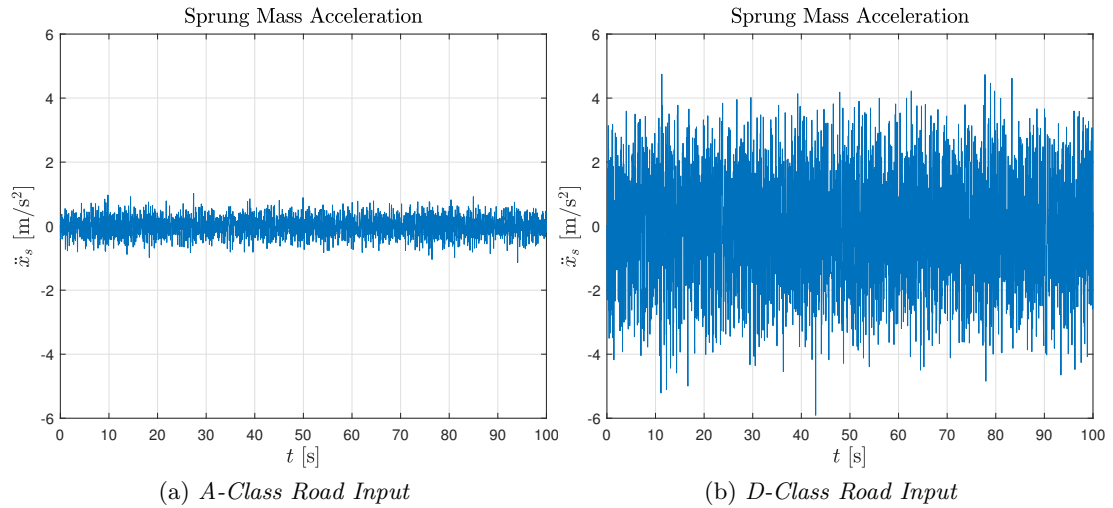 Sprung Mass Acceleration
6
4
2
0
-2
-4
-6
ẍₛ [m/s²]
0 10 20 30 40 50 60 70 80 90 100
t [s]
(a) A-Class Road Input
Sprung Mass Acceleration
6
4
2
0
-2
-4
-6
ẍₛ [m/s²]
0 10 20 30 40 50 60 70 80 90 100
t [s]
(b) D-Class Road Input